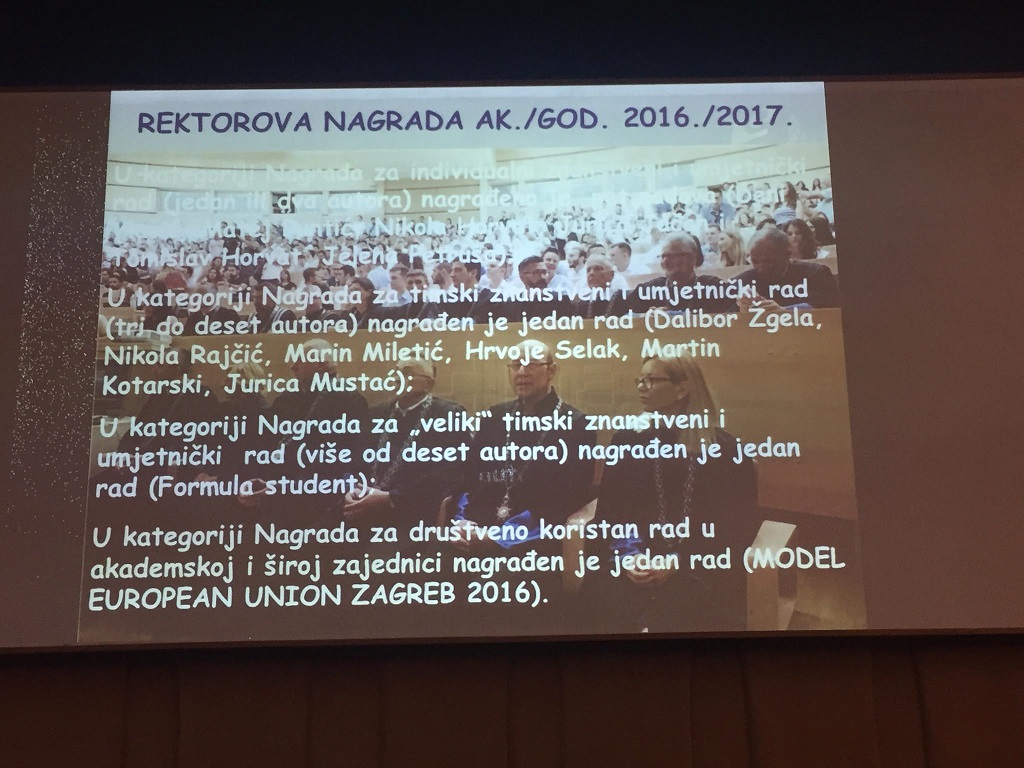 REKTOROVA NAGRADA AK./GOD. 2016./2017.
U kategoriji Nagrada za individualni znanstveni i umjetnički
rad (jedan ili dva autora) nagrađeno je
Nikola
Tomislav Horvat, Jelena
U kategoriji Nagrada za timski znanstveni i umjetnički rad
(tri do deset autora) nagrađen je jedan rad (Dalibor Žgela,
Nikola Rajčić, Marin Miletić, Hrvoje Selak, Martin
Kotarski, Jurica Mustać);
U kategoriji Nagrada za „veliki“ timski znanstveni i
umjetnički rad (više od deset autora) nagrađen je jedan
rad (Formula student);
U kategoriji Nagrada za društveno koristan rad u
akademskoj i široj zajednici nagrađen je jedan rad (MODEL
EUROPEAN UNION ZAGREB 2016).